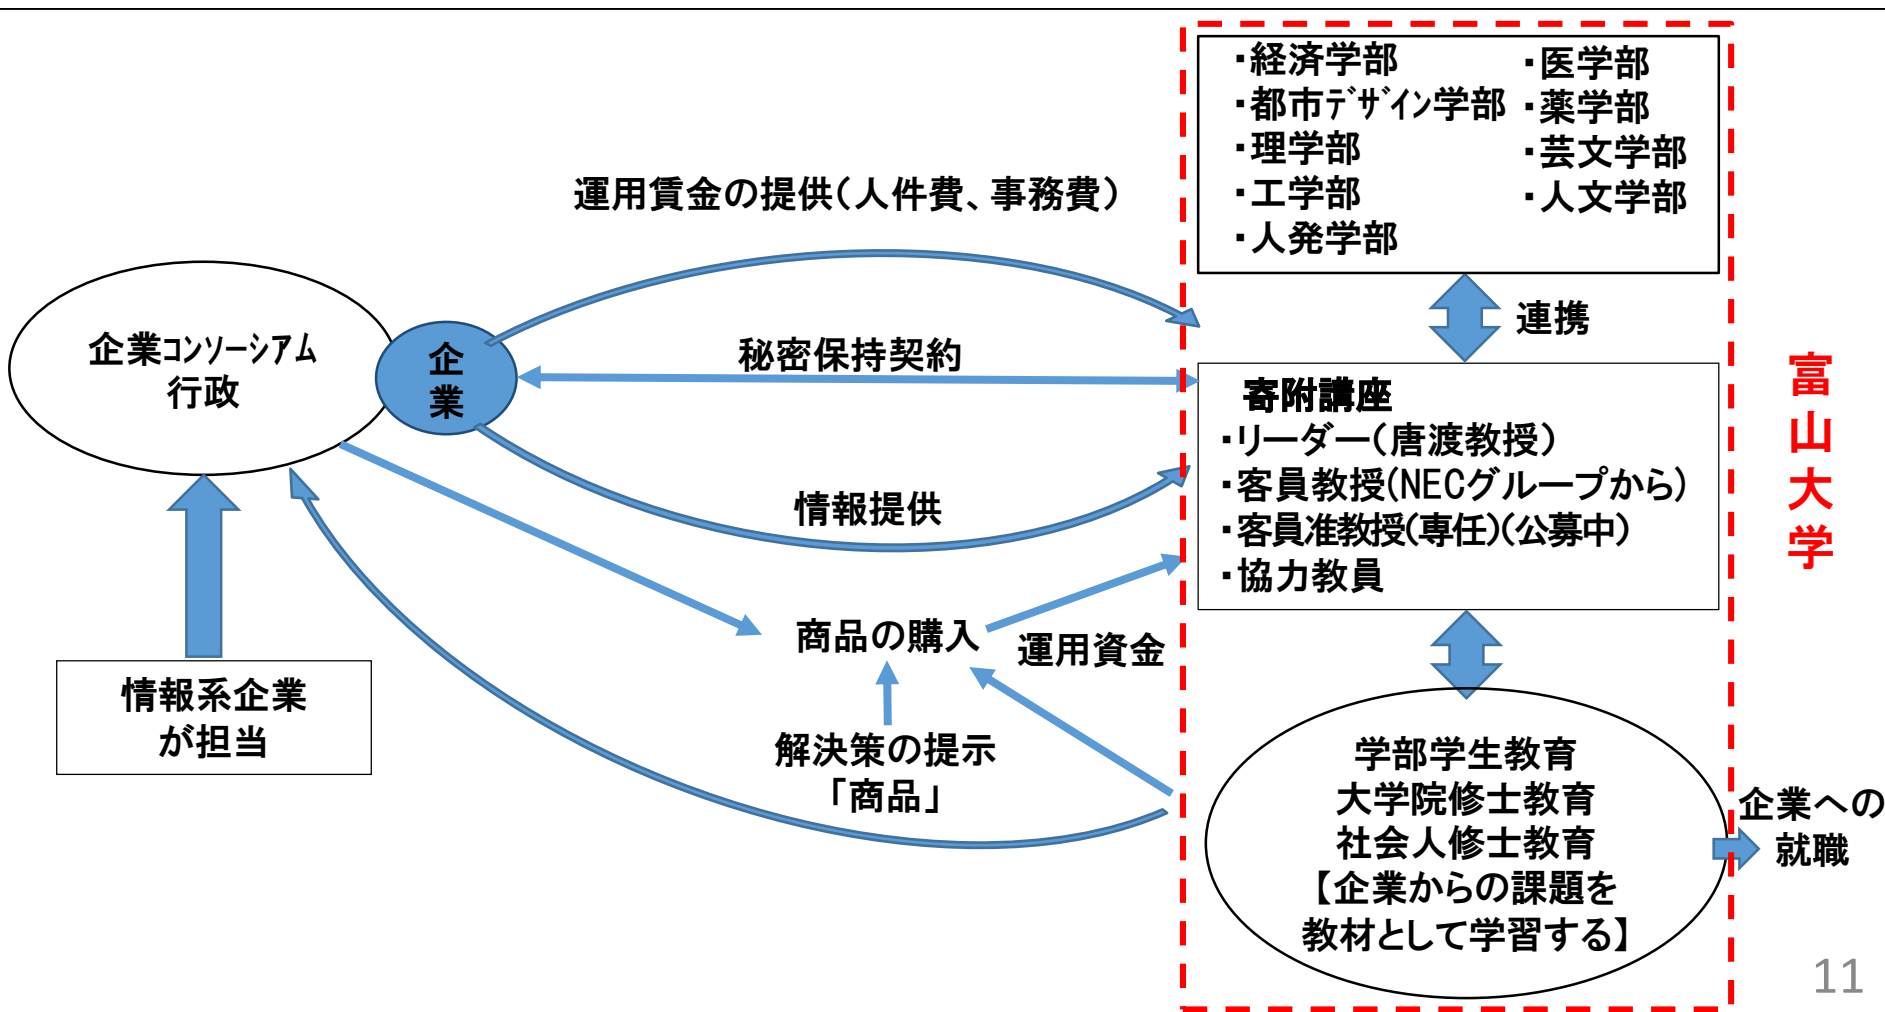 ・経済学部
・都市ﾃﾞｻﾞｲﾝ学部
・理学部
・工学部
・人発学部
・医学部
・薬学部
・芸文学部
・人文学部
運用賃金の提供(人件費、事務費)
連携
企業ｺﾝｿｰｼｱﾑ
行政
企
業
秘密保持契約
寄附講座
・リーダー(唐渡教授)
・客員教授(NECグループから)
・客員准教授(専任)(公募中)
・協力教員
富
山
大
学
情報提供
商品の購入
運用資金
情報系企業
が担当
解決策の提示
「商品」
学部学生教育
大学院修士教育
社会人修士教育
【企業からの課題を
教材として学習する】
企業への
就職
11